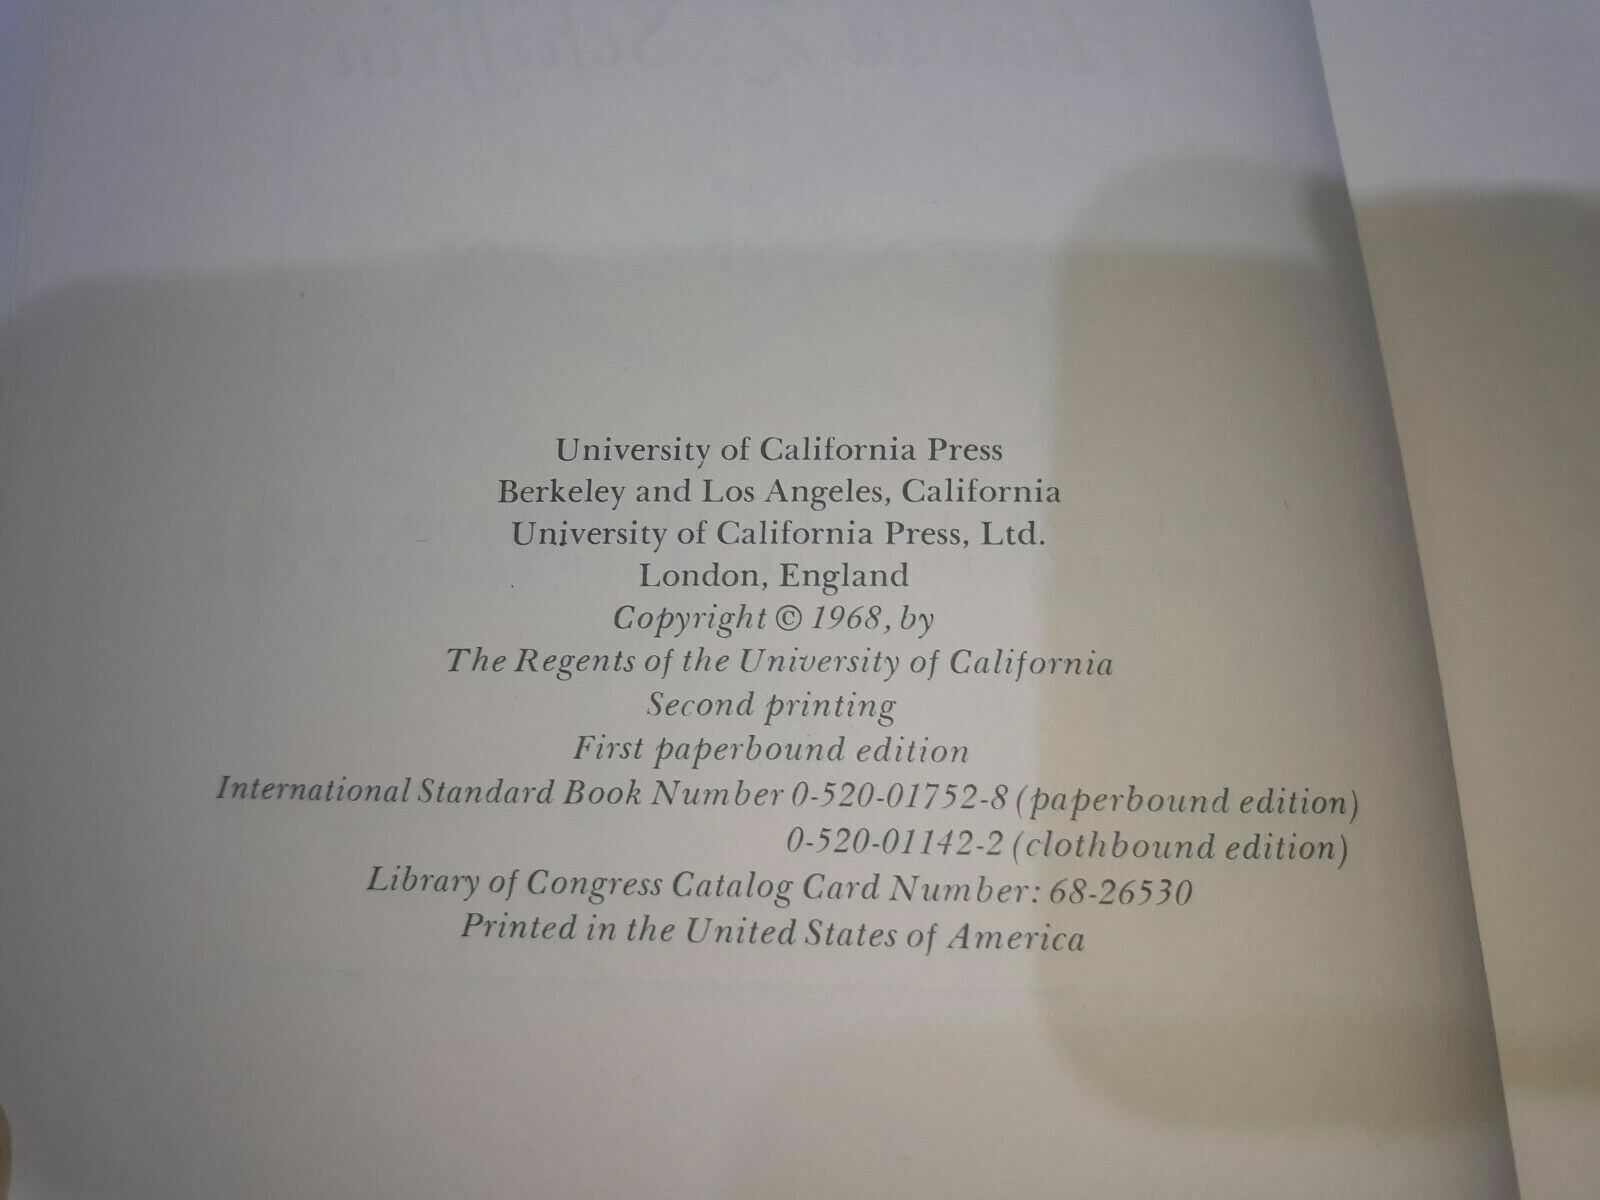 University of California Press
Berkeley and Los Angeles, California
University of California Press, Ltd.
London, England
Copyright © 1968, by
The Regents of the University of California
Second printing
First paperbound edition
International Standard Book Number 0-520-01752-8 (paperbound edition)
0-520-01142-2 (clothbound edition)
Library of Congress Catalog Card Number: 68-26530
Printed in the United States of America